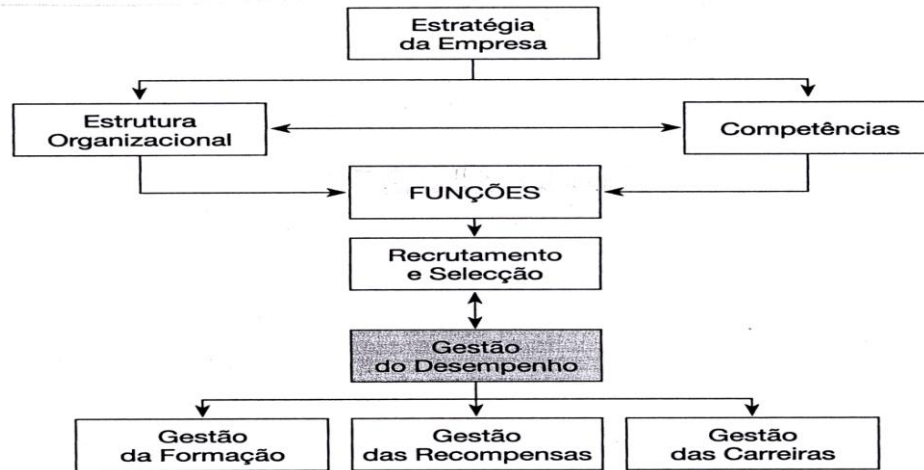 Estratégia
da Empresa
Estrutura
Organizacional
Competências
FUNÇÕES
Recrutamento
e Selecção
Gestão
do Desempenho
Gestão
da Formação
Gestão
das Recompensas
Gestão
das Carreiras